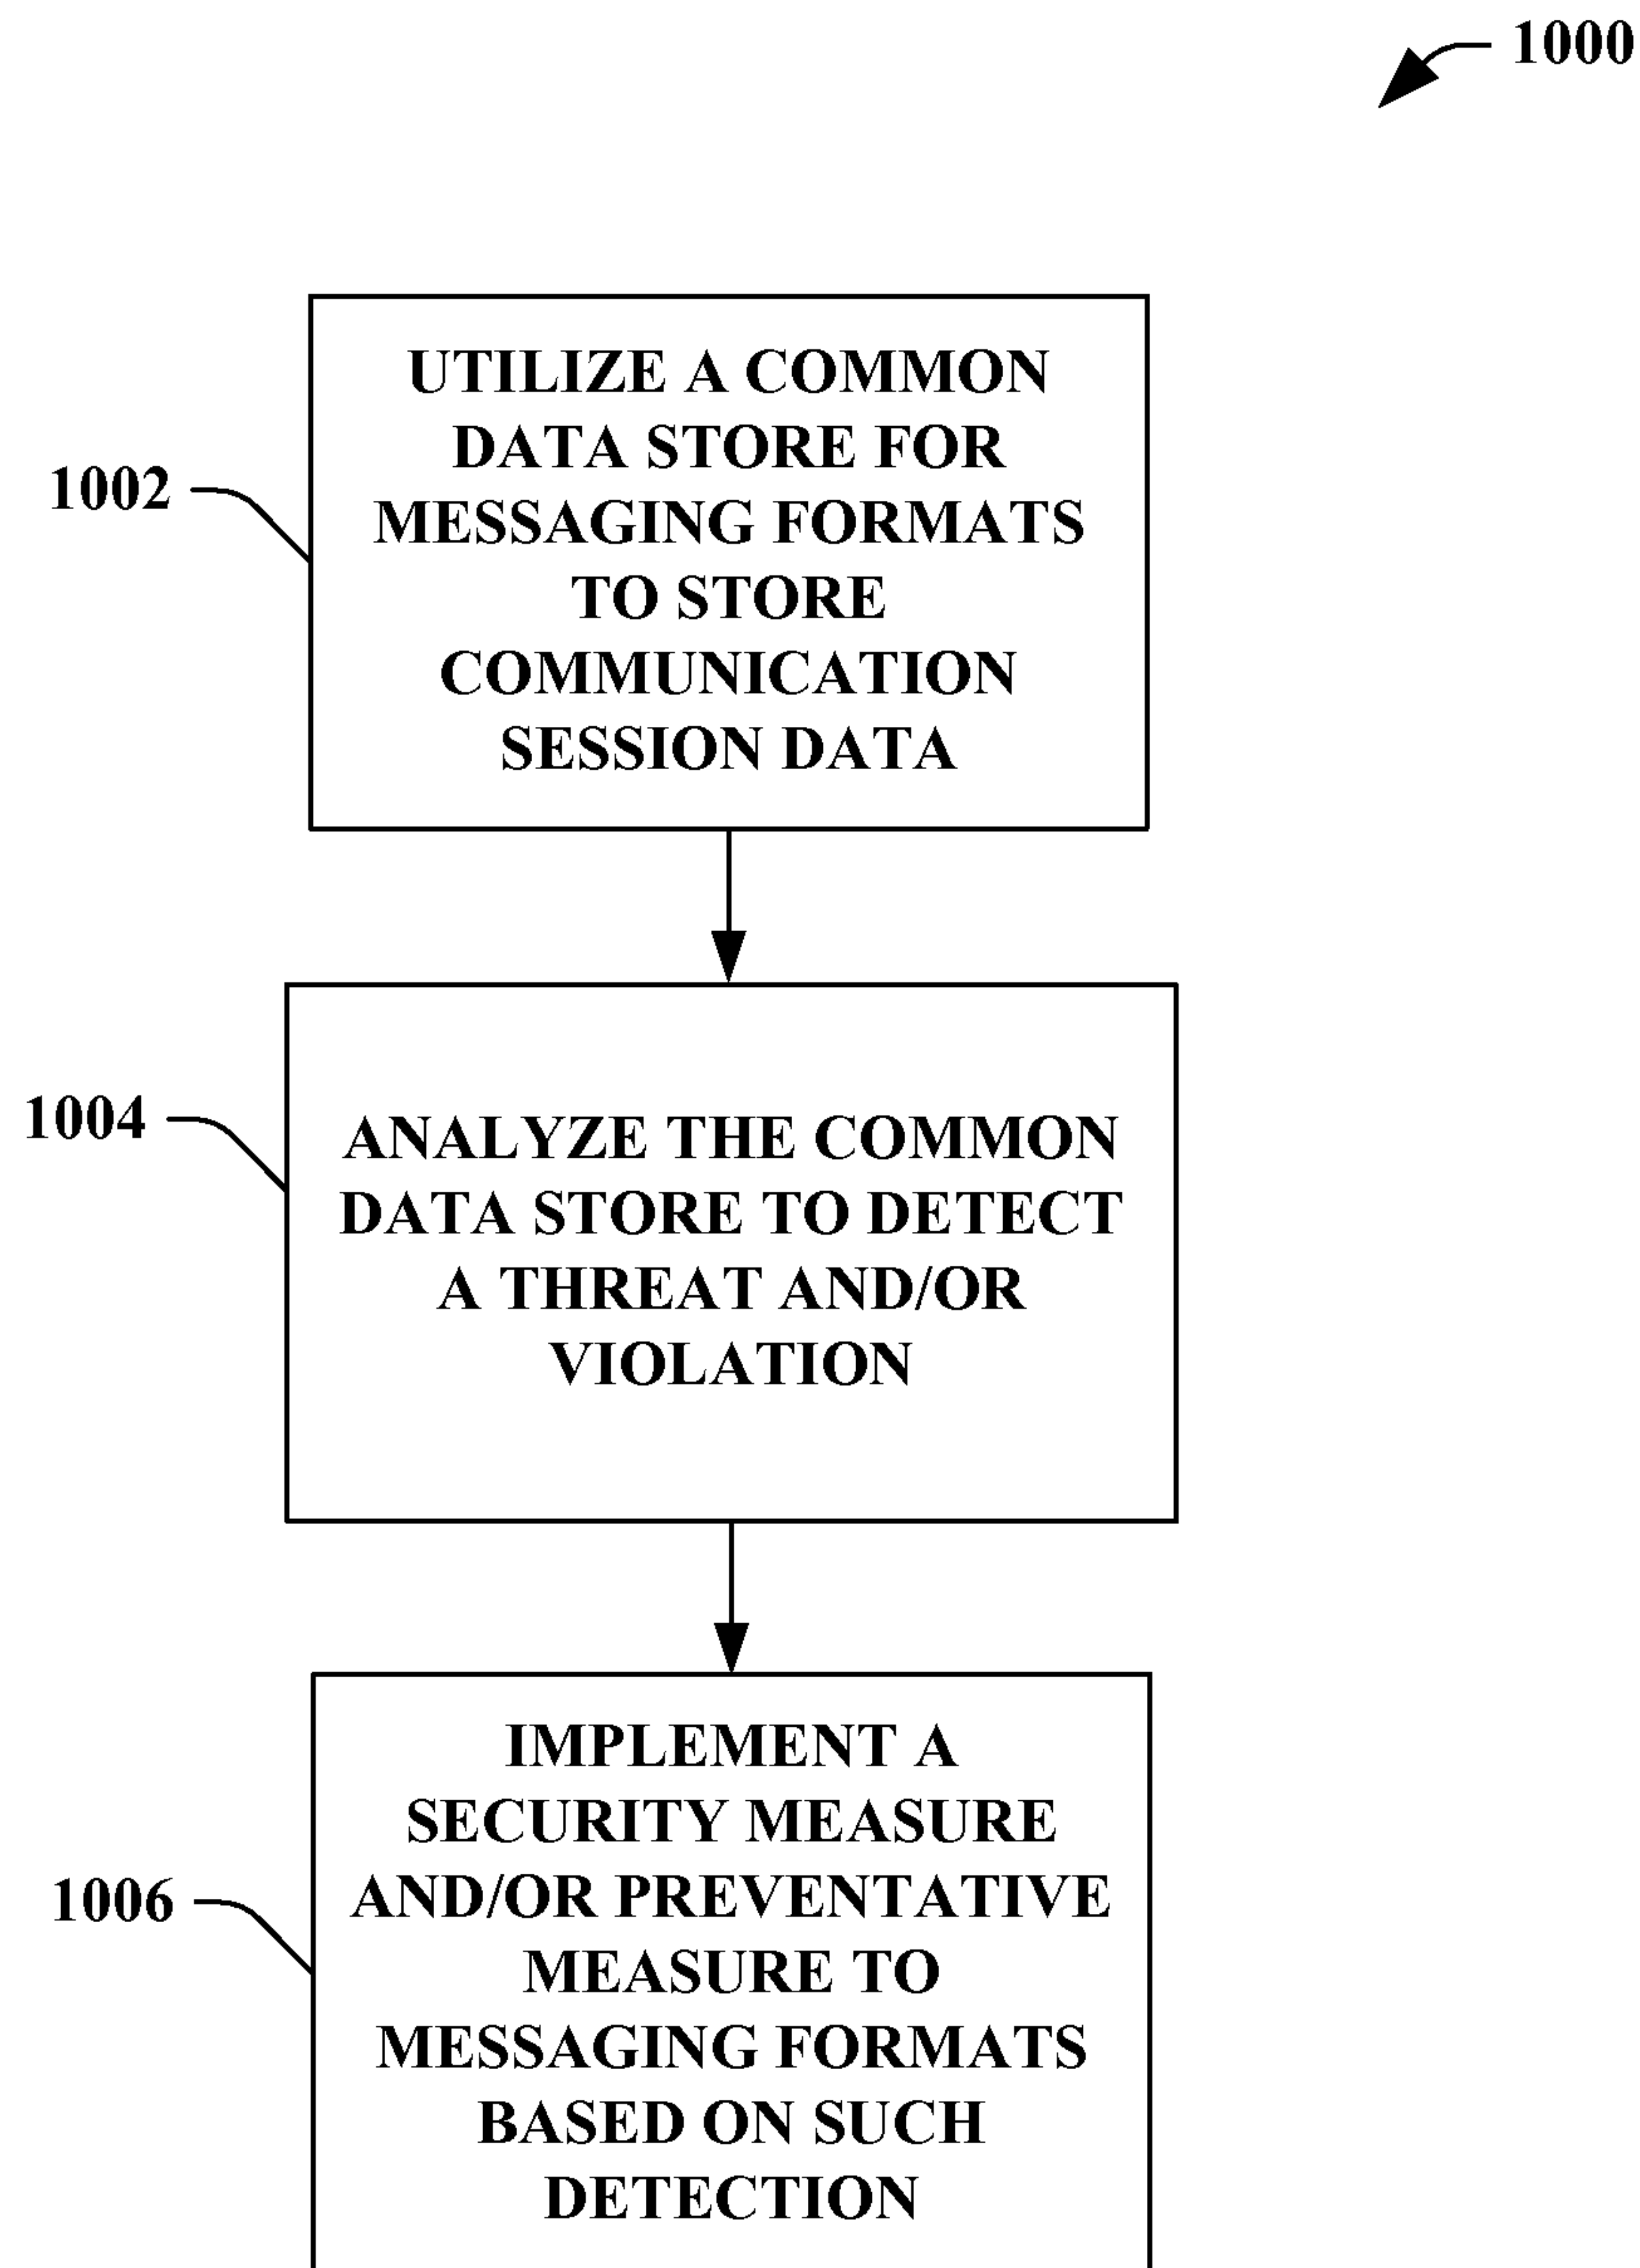 1000
1002
UTILIZE A COMMON
DATA STORE FOR
MESSAGING FORMATS
TO STORE
COMMUNICATION
SESSION DATA
1004
ANALYZE THE COMMON
DATA STORE TO DETECT
A THREAT AND/OR
VIOLATION
1006
IMPLEMENT A
SECURITY MEASURE
AND/OR PREVENTATIVE
MEASURE TO
MESSAGING FORMATS
BASED ON SUCH
DETECTION